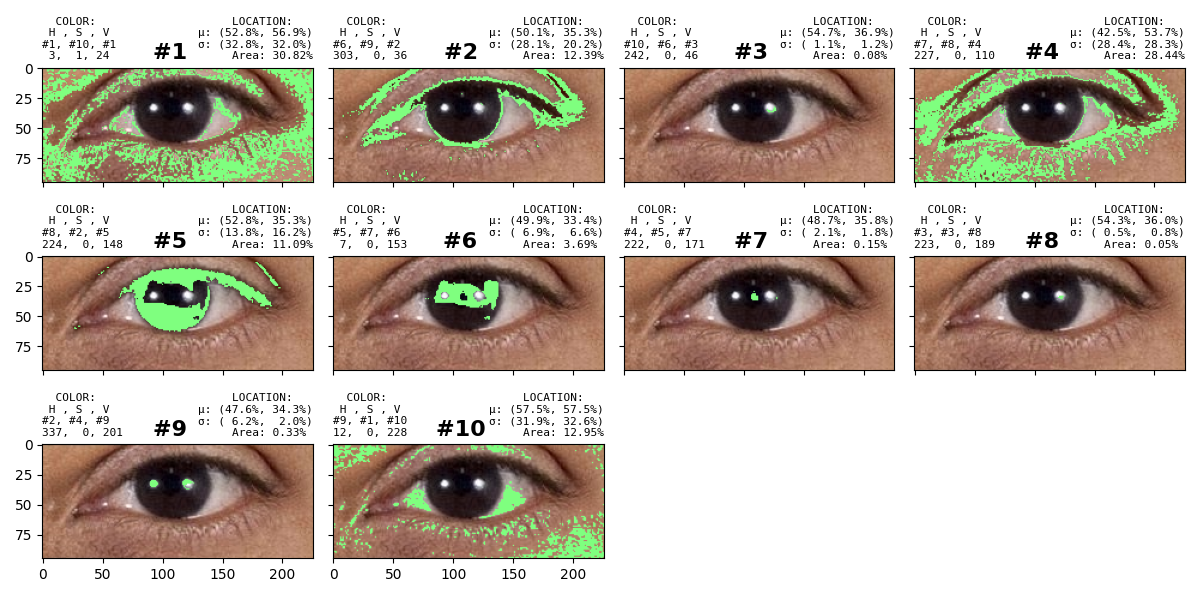 COLOR: LOCATION:
H , S , V μ: (52.8%, 56.9%)
#1, #10, #1 #1 σ: (32.8%, 32.0%)
3, 1, 24 Area: 30.82%
COLOR: LOCATION:
H , S , V μ: (50.1%, 35.3%)
#6, #9, #2 #2 σ: (28.1%, 20.2%)
303, 0, 36 Area: 12.39%
COLOR: LOCATION:
H , S , V μ: (54.7%, 36.9%)
#10, #6, #3 #3 σ: ( 1.1%, 1.2%)
242, 0, 46 Area: 0.08%
COLOR: LOCATION:
H , S , V μ: (42.5%, 53.7%)
#7, #8, #4 #4 σ: (28.4%, 28.3%)
227, 0, 110 Area: 28.44%
0
25
50
75
COLOR: LOCATION:
H , S , V μ: (52.8%, 35.3%)
#8, #2, #5 #5 σ: (13.8%, 16.2%)
224, 0, 148 Area: 11.09%
COLOR: LOCATION:
H , S , V μ: (49.9%, 33.4%)
#5, #7, #6 #6 σ: ( 6.9%, 6.6%)
7, 0, 153 Area: 3.69%
COLOR: LOCATION:
H , S , V μ: (48.7%, 35.8%)
#4, #5, #7 #7 σ: ( 2.1%, 1.8%)
222, 0, 171 Area: 0.15%
COLOR: LOCATION:
H , S , V μ: (54.3%, 36.0%)
#3, #3, #8 #8 σ: ( 0.5%, 0.8%)
223, 0, 189 Area: 0.05%
0
25
50
75
COLOR: LOCATION:
H , S , V μ: (47.6%, 34.3%)
#2, #4, #9 #9 σ: ( 6.2%, 2.0%)
337, 0, 201 Area: 0.33%
COLOR: LOCATION:
H , S , V μ: (57.5%, 57.5%)
#9, #1, #10 #10 σ: (31.9%, 32.6%)
12, 0, 228 Area: 12.95%
0
25
50
75
0 50 100 150 200
0 50 100 150 200